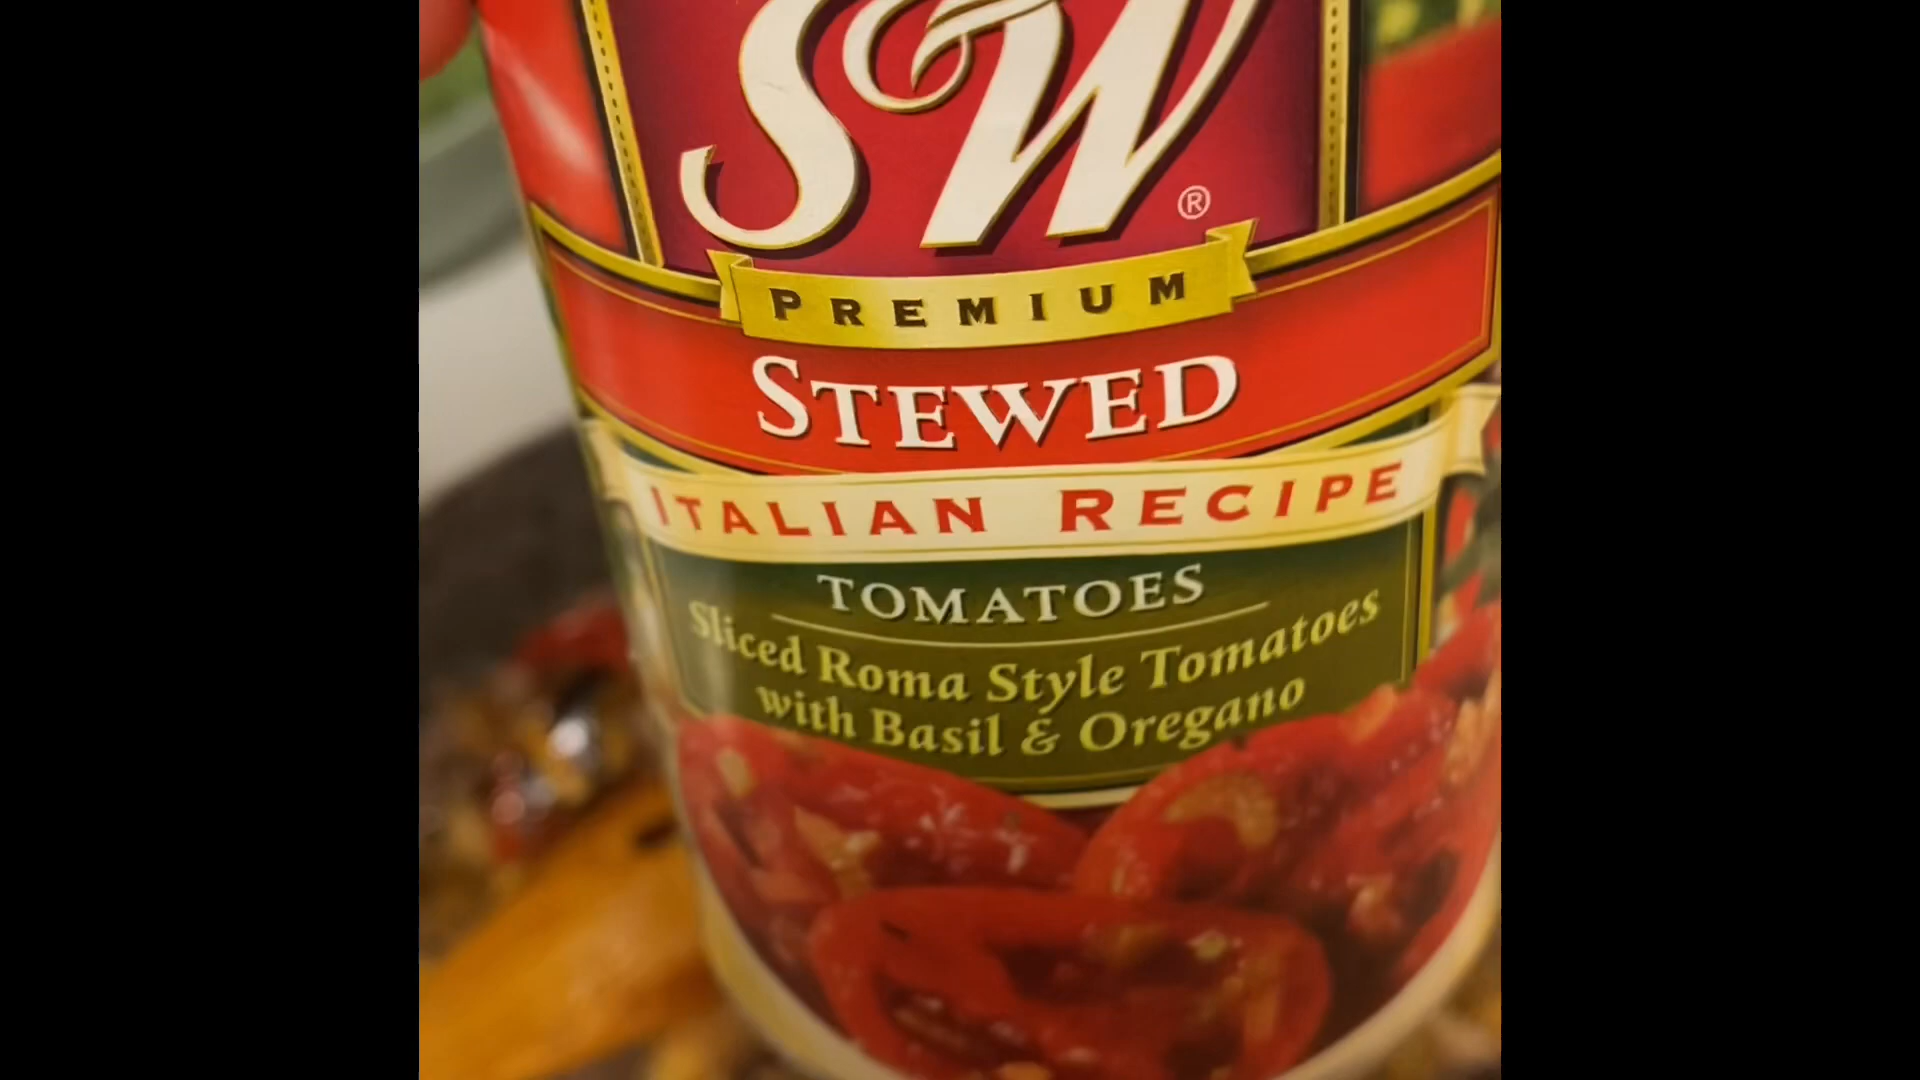 S&W®
PREMIUM
STEWED
ITALIAN RECIPE
TOMATOES
Sliced Roma Style Tomatoes
with Basil & Oregano